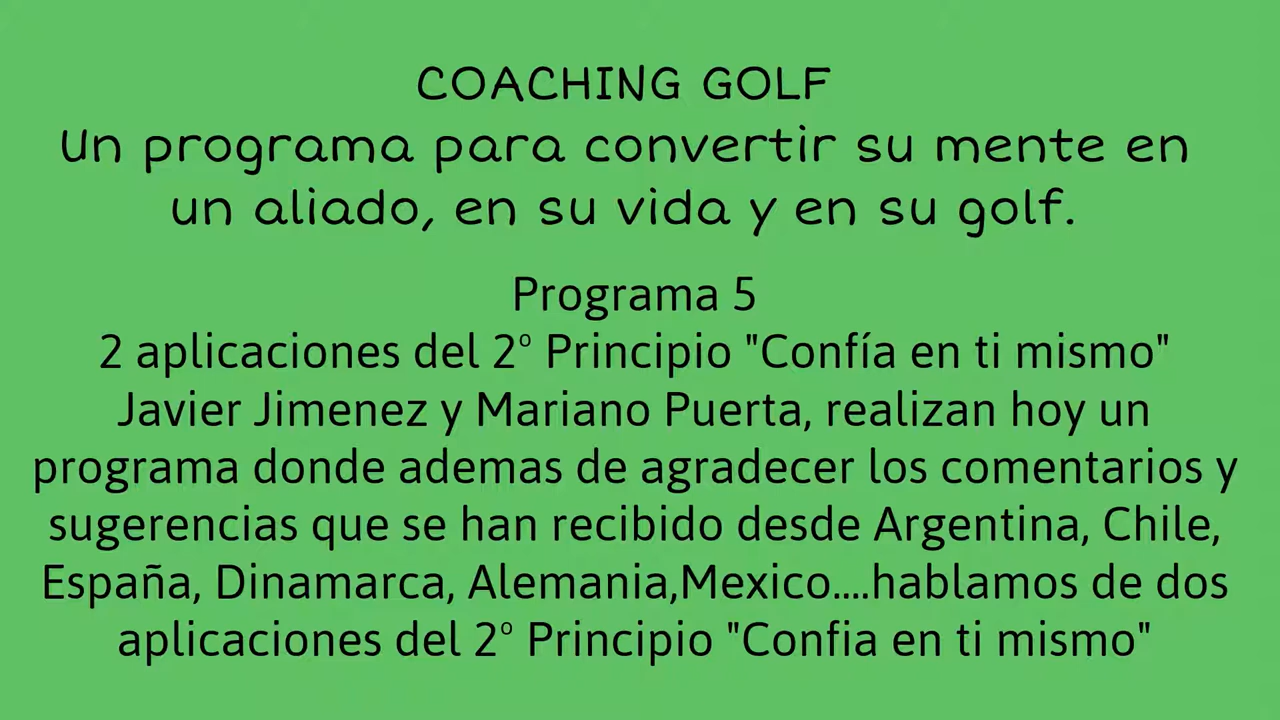 COACHING GOLF
Un programa para convertir su mente en
un aliado, en su vida y en su golf.
Programa 5
2 aplicaciones del 2º Principio "Confía en ti mismo"
Javier Jimenez y Mariano Puerta, realizan hoy un
programa donde ademas de agradecer los comentarios y
sugerencias que se han recibido desde Argentina, Chile,
España, Dinamarca, Alemania,Mexico....hablamos de dos
aplicaciones del 2º Principio "Confia en ti mismo"